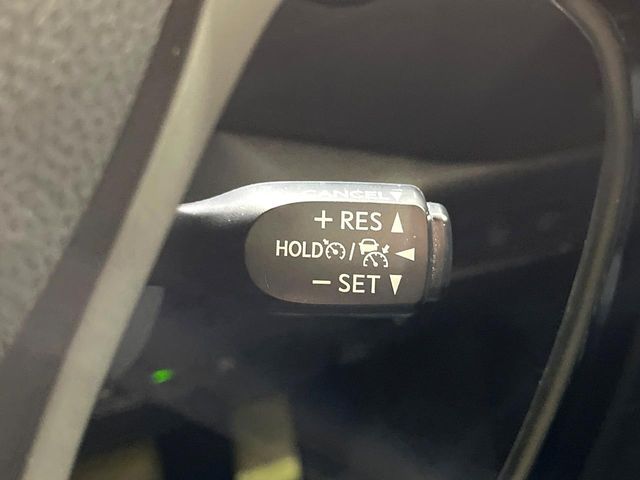 CANCEL▼
+ RES ▲
HOLD / ◀
− SET ▼